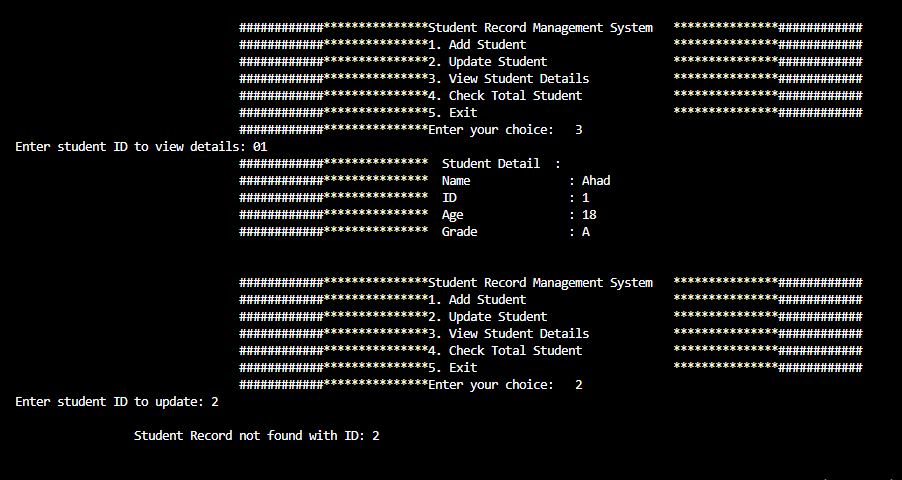 ############***************Student Record Management System   ***************############
############***************1. Add Student                     ***************############
############***************2. Update Student                  ***************############
############***************3. View Student Details            ***************############
############***************4. Check Total Student             ***************############
############***************5. Exit                            ***************############
############***************Enter your choice:   3
Enter student ID to view details: 01
############***************  Student Detail  :
############***************  Name              : Ahad
############***************  ID                : 1
############***************  Age               : 18
############***************  Grade             : A
############***************Student Record Management System   ***************############
############***************1. Add Student                     ***************############
############***************2. Update Student                  ***************############
############***************3. View Student Details            ***************############
############***************4. Check Total Student             ***************############
############***************5. Exit                            ***************############
############***************Enter your choice:   2
Enter student ID to update: 2
Student Record not found with ID: 2